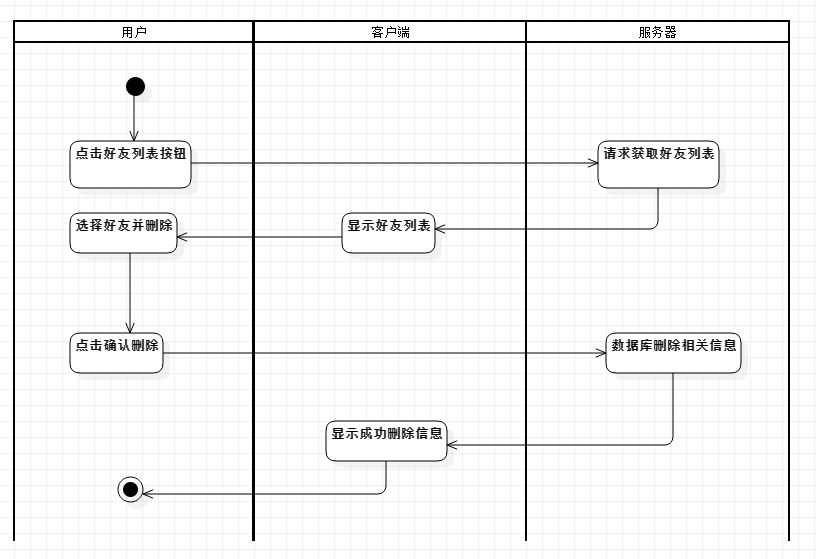 用户
客户端
服务器
点击好友列表按钮
请求获取好友列表
选择好友并删除
显示好友列表
点击确认删除
数据库删除相关信息
显示成功删除信息